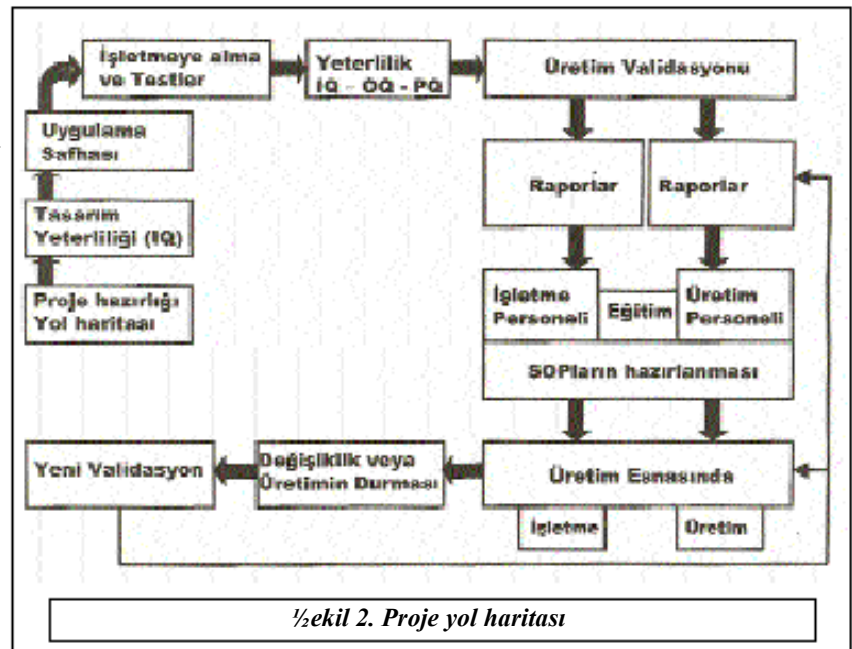 İşletmeye alma
ve Testler
Yeterlilik
IQ - OQ - PQ
Üretim Validasyonu
Uygulama
Safhası
Raporlar
Raporlar
Tasarım
Yeterliliği (IQ)
İşletme
Personeli
Eğitim
Üretim
Personeli
Proje hazırlığı
Yol haritası
SOPların hazırlanması
Yeni Validasyon
Değişiklik veya
Üretimin Durması
Üretim Esnasında
İşletme
Üretim
½ekil 2. Proje yol haritası